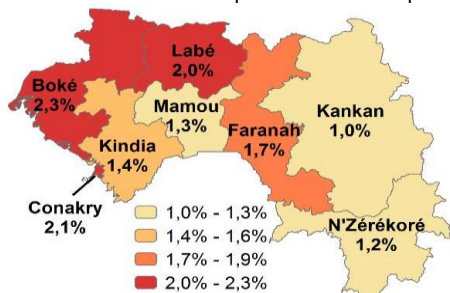 Labé
2,0%
Boké
2,3%
Mamou
1,3%
Kankan
1,0%
Faranah
1,7%
Kindia
1,4%
Conakry
2,1%
N'Zérékoré
1,2%
1,0% - 1,3%
1,4% - 1,6%
1,7% - 1,9%
2,0% - 2,3%